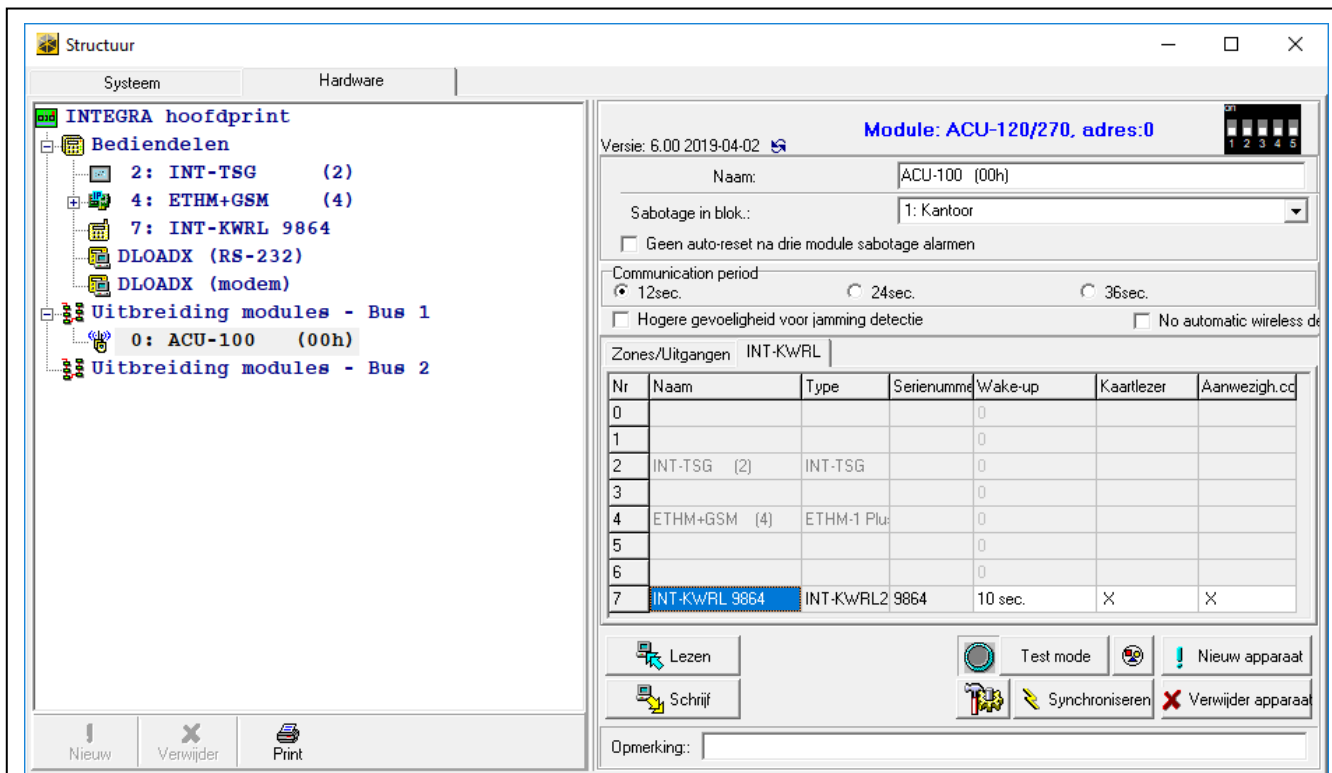 Structuur
Systeem Hardware
INTEGRA hoofdprint
Bediendelen
2: INT-TSG (2)
4: ETHM+GSM (4)
7: INT-KWRL 9864
DLOADX (RS-232)
DLOADX (modem)
Uitbreiding modules - Bus 1
0: ACU-100 (00h)
Uitbreiding modules - Bus 2
Nieuw Verwijder Print
Versie: 6.00 2019-04-02 Module: ACU-120/270, adres:0
on
1 2 3 4 5
Naam: ACU-100 (00h)
Sabotage in blok.: 1: Kantoor
Geen auto-reset na drie module sabotage alarmen
Communication period
12sec. 24sec. 36sec.
Hogere gevoeligheid voor jamming detectie No automatic wireless de
Zones/Uitgangen INT-KWRL
Nr Naam Type Serienumme Wake-up Kaartlezer Aanwezigh.cc
0 0
1 0
2 INT-TSG (2) INT-TSG 0
3 0
4 ETHM+GSM (4) ETHM-1 Plu: 0
5 0
6 0
7 INT-KWRL 9864 INT-KWRL2 9864 10 sec. X X
Lezen Test mode Nieuw apparaat
Schrijf Synchroniseren Verwijder apparaat
Opmerking::